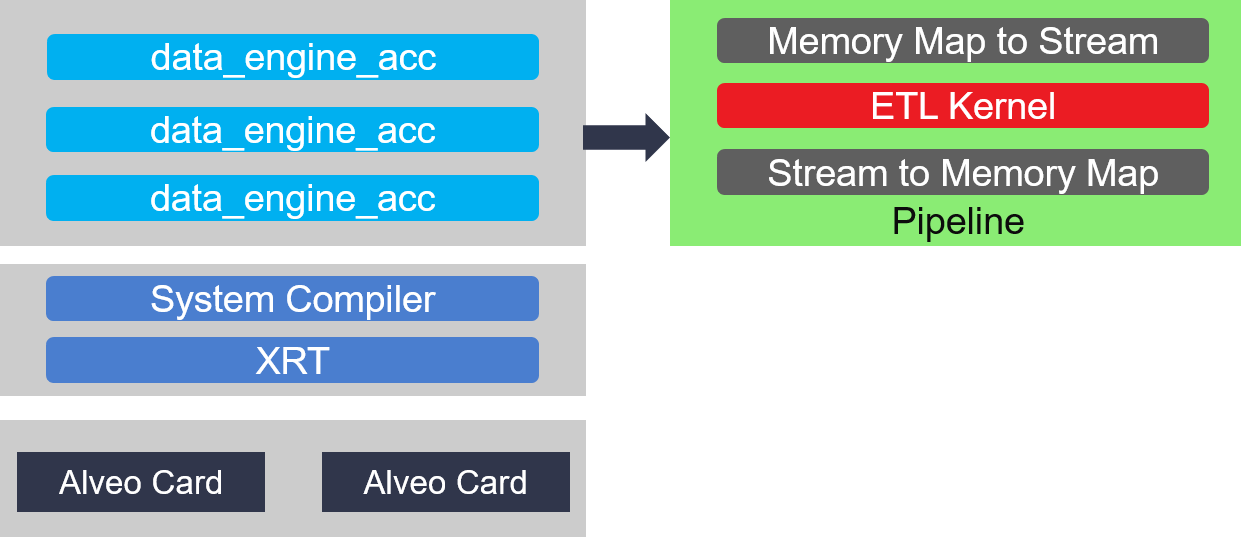 data_engine_acc
data_engine_acc
data_engine_acc
Memory Map to Stream
ETL Kernel
Stream to Memory Map
Pipeline
System Compiler
XRT
Alveo Card
Alveo Card